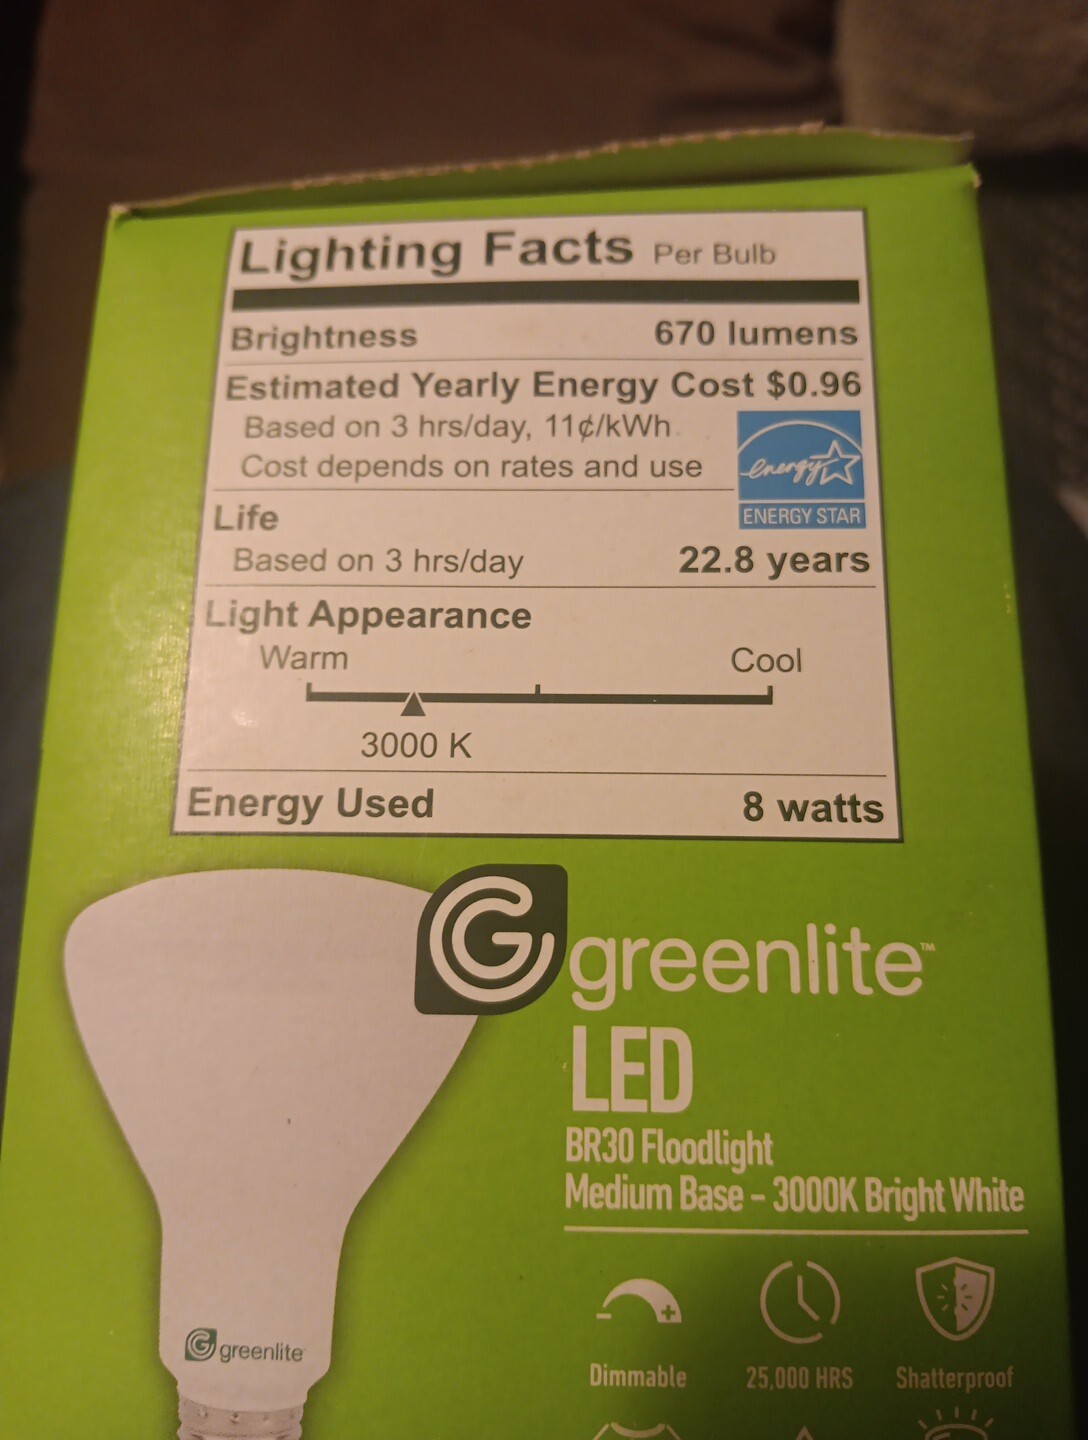 Lighting Facts Per Bulb
Brightness 670 lumens
Estimated Yearly Energy Cost $0.96
Based on 3 hrs/day, 11¢/kWh
Cost depends on rates and use
energy
ENERGY STAR
Life
Based on 3 hrs/day 22.8 years
Light Appearance
Warm Cool
3000 K
Energy Used 8 watts
greenlite™
LED
BR30 Floodlight
Medium Base - 3000K Bright White
greenlite
Dimmable 25,000 HRS Shatterproof